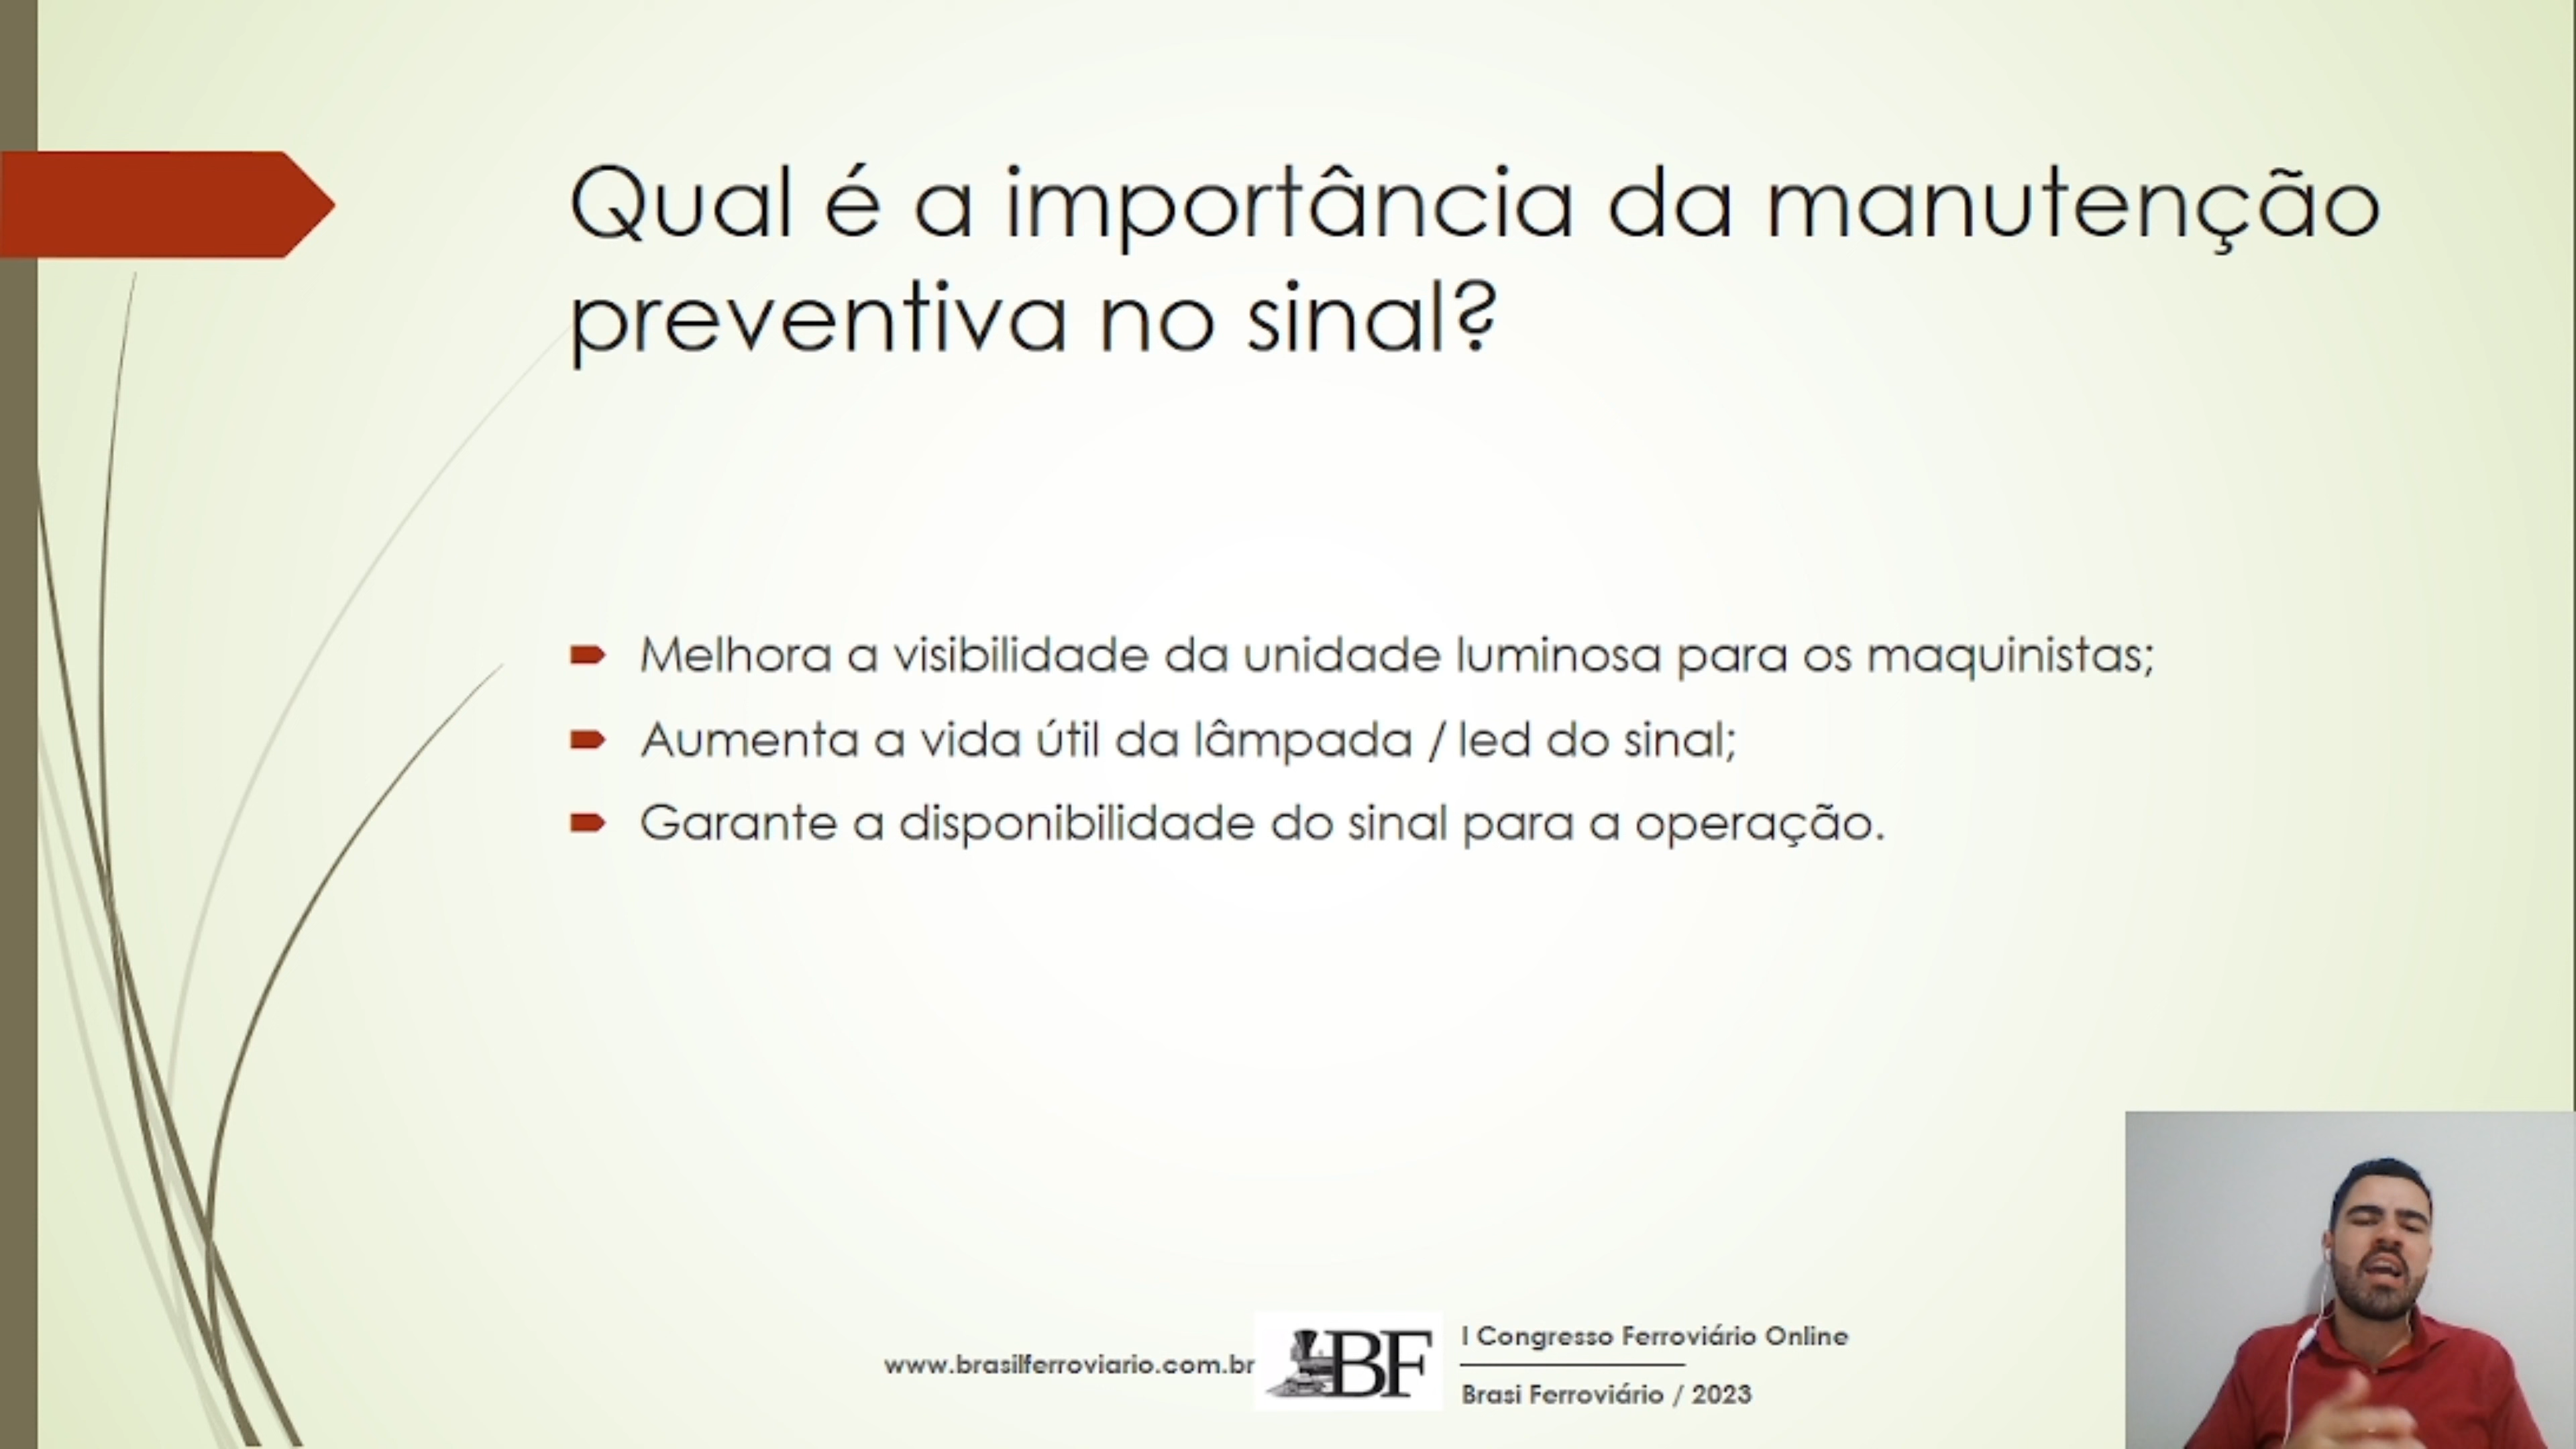 Qual é a importância da manutenção
preventiva no sinal?
Melhora a visibilidade da unidade luminosa para os maquinistas;
Aumenta a vida útil da lâmpada / led do sinal;
Garante a disponibilidade do sinal para a operação.
www.brasilferroviario.com.br
BF
I Congresso Ferroviário Online
Brasi Ferroviário / 2023